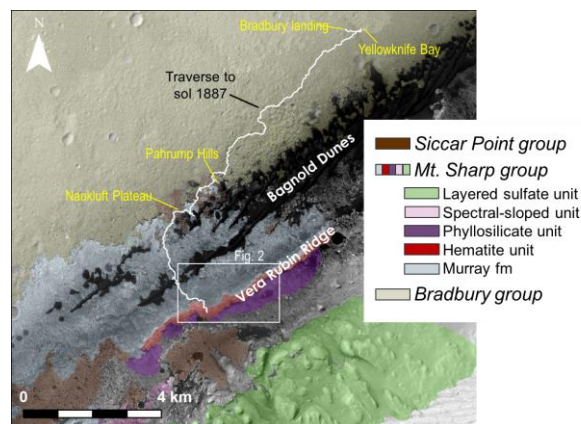 N
Bradbury landing
Yellowknife Bay
Traverse to
sol 1887
Pahrump Hills
Bagnold Dunes
Naukluft Plateau
Fig. 2
Vera Rubin Ridge
0
4 km
Siccar Point group
Mt. Sharp group
Layered sulfate unit
Spectral-sloped unit
Phyllosilicate unit
Hematite unit
Murray fm
Bradbury group